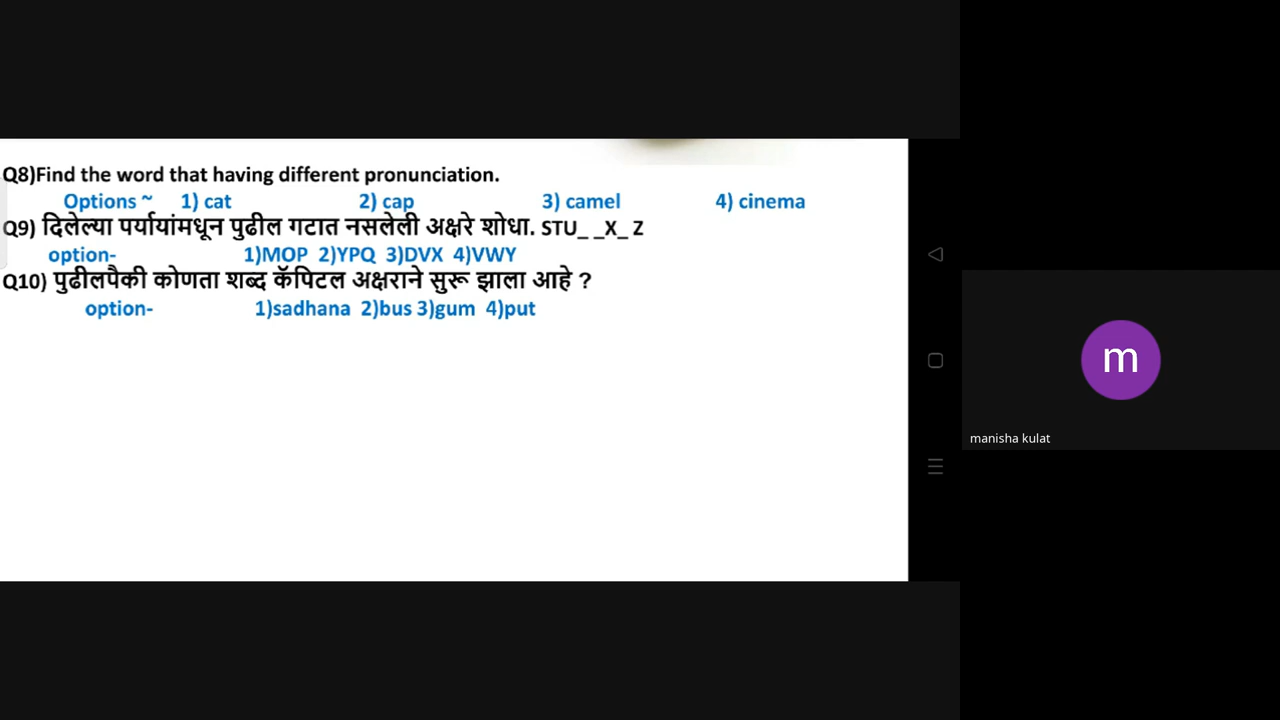 Q8)Find the word that having different pronunciation.
Options ~ 1) cat 2) cap 3) camel 4) cinema
Q9) दिलेल्या पर्यायांमधून पुढील गटात नसलेली अक्षरे शोधा. STU_ _X_ Z
option- 1)MOP 2)YPQ 3)DVX 4)VWY
Q10) पुढीलपैकी कोणता शब्द कॅपिटल अक्षराने सुरू झाला आहे ?
option- 1)sadhana 2)bus 3)gum 4)put
m
manisha kulat